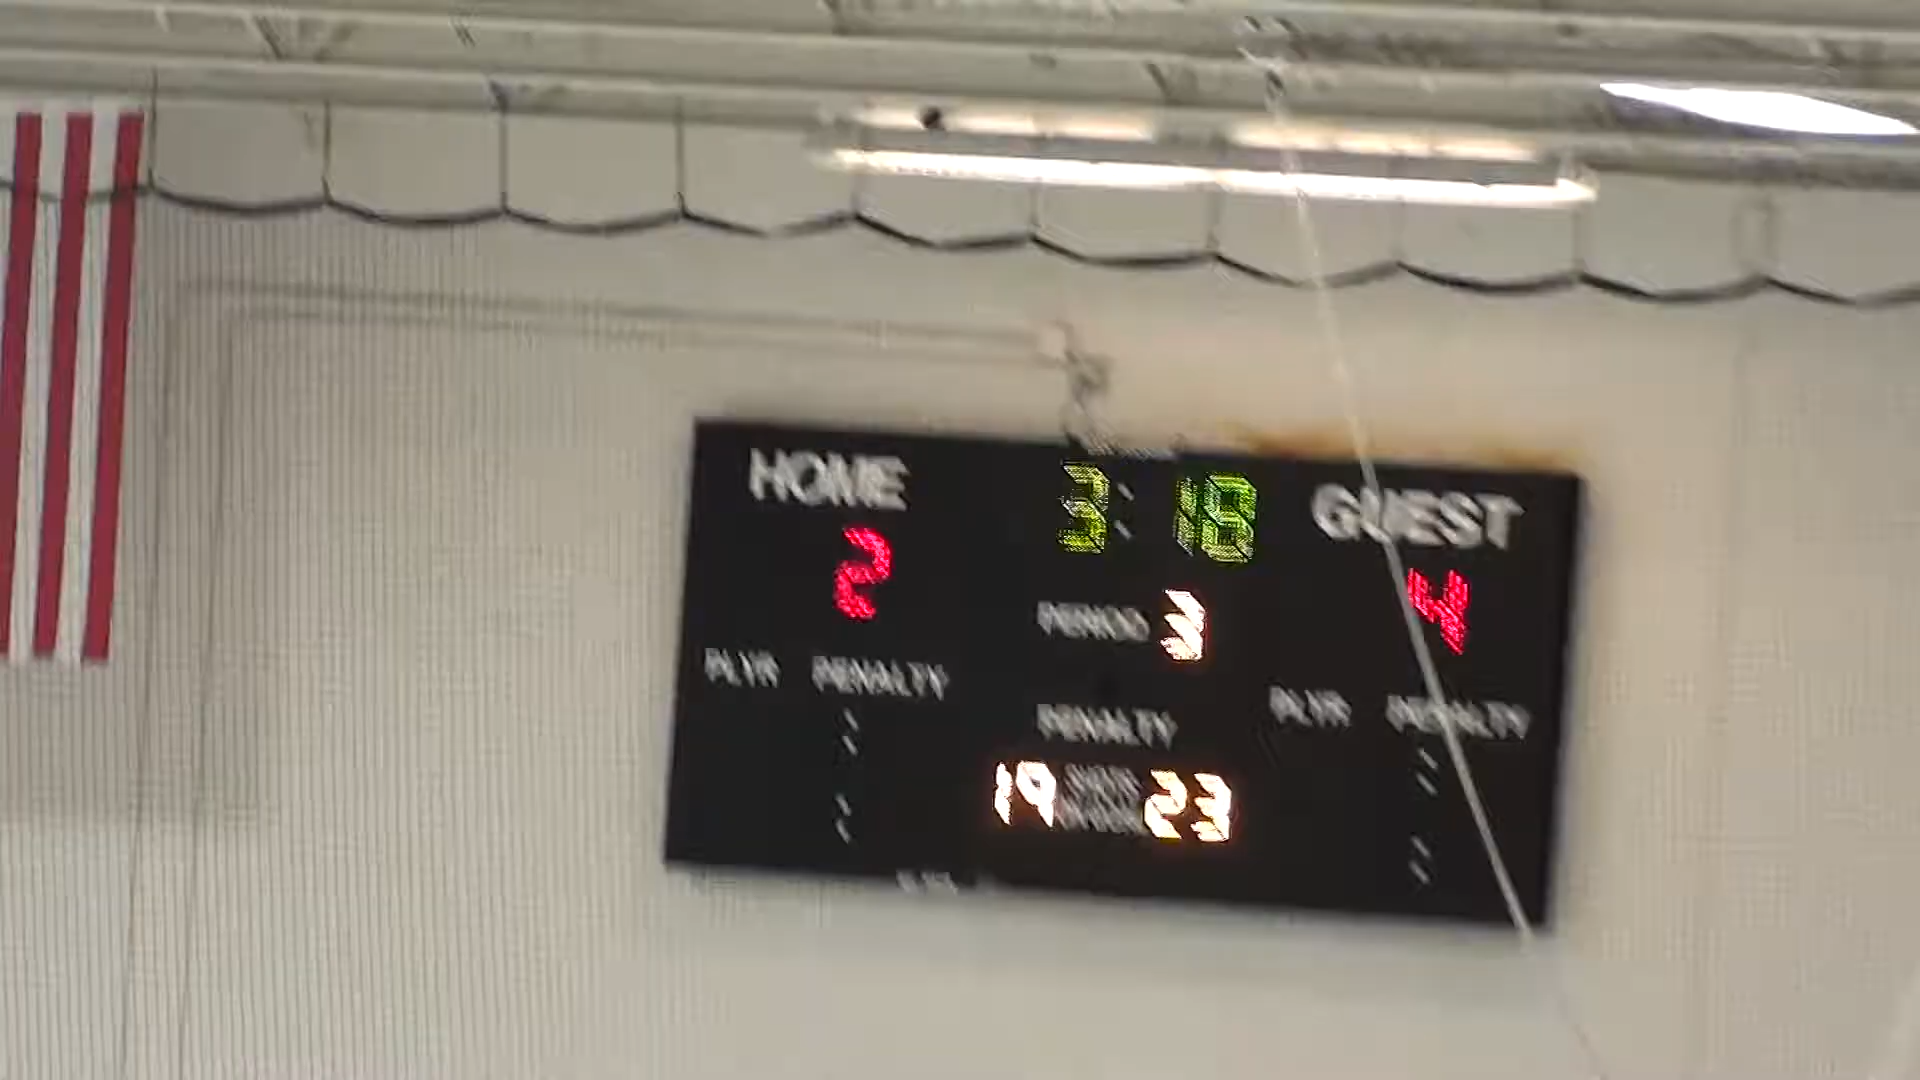 HOME 3:18 GUEST
2 4
PERIOD 3
PLYR PENALTY PLYR PENALTY
PENALTY
19 23